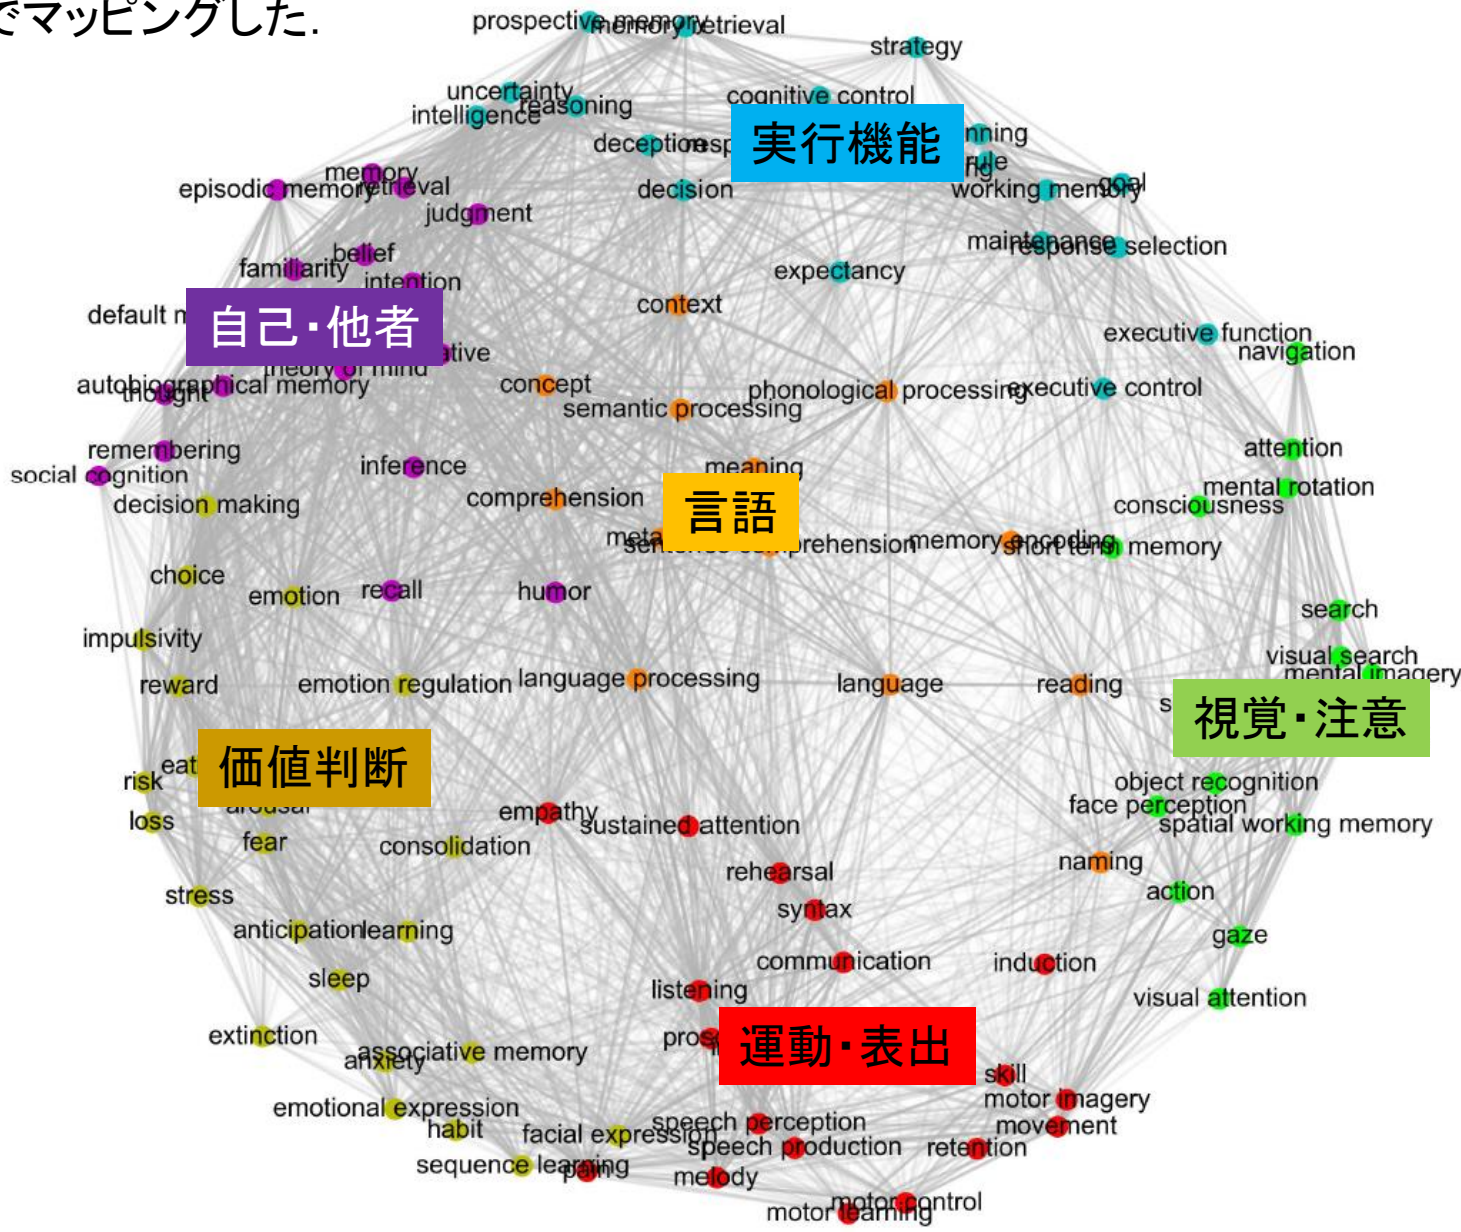 でマッピングした.
prospective memory
memory retrieval
strategy
uncertainty
cognitive control
intelligence
reasoning
deception
実行機能
rule
memory
retrieval
episodic memory
decision
working memory
goal
judgment
belief
maintenance
response selection
familiarity
intention
expectancy
context
自己・他者
executive function
navigation
theory of mind
autobiographical memory
thought
concept
phonological processing
executive control
semantic processing
remembering
attention
social cognition
inference
meaning
mental rotation
decision making
comprehension
言語
consciousness
sentence comprehension
memory encoding
short term memory
choice
emotion
recall
humor
search
impulsivity
visual search
mental imagery
reward
emotion regulation
language processing
language
reading
視覚・注意
価値判断
risk
object recognition
face perception
arousal
loss
empathy
sustained attention
spatial working memory
fear
consolidation
naming
rehearsal
stress
action
syntax
anticipation
learning
gaze
communication
induction
sleep
listening
visual attention
extinction
運動・表出
associative memory
anxiety
skill
motor imagery
emotional expression
habit
facial expression
speech perception
movement
speech production
retention
sequence learning
pain
melody
motor control
motor learning